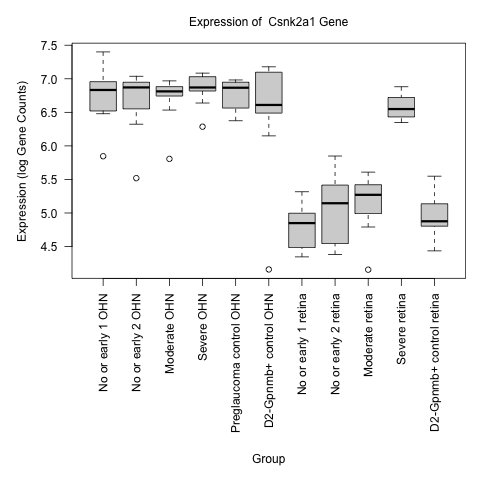 Expression of Csnk2a1 Gene
Expression (log Gene Counts)
7.5
7.0
6.5
6.0
5.5
5.0
4.5
No or early 1 OHN
No or early 2 OHN
Moderate OHN
Severe OHN
Preglaucoma control OHN
D2-Gpnmb+ control OHN
No or early 1 retina
No or early 2 retina
Moderate retina
Severe retina
D2-Gpnmb+ control retina
Group